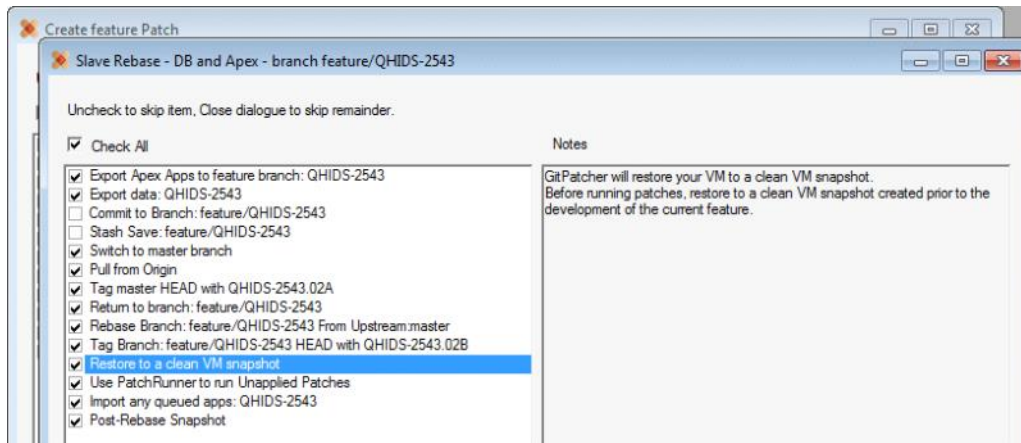 Create feature Patch
Slave Rebase - DB and Apex - branch feature/QHIDS-2543
Uncheck to skip item, Close dialogue to skip remainder.
Check All
Notes
Export Apex Apps to feature branch: QHIDS-2543
Export data: QHIDS-2543
Commit to Branch: feature/QHIDS-2543
Stash Save: feature/QHIDS-2543
Switch to master branch
Pull from Origin
Tag master HEAD with QHIDS-2543.02A
Return to branch: feature/QHIDS-2543
Rebase Branch: feature/QHIDS-2543 From Upstream:master
Tag Branch: feature/QHIDS-2543 HEAD with QHIDS-2543.02B
Restore to a clean VM snapshot
Use PatchRunner to run Unapplied Patches
Import any queued apps: QHIDS-2543
Post-Rebase Snapshot
GitPatcher will restore your VM to a clean VM snapshot.
Before running patches, restore to a clean VM snapshot created prior to the
development of the current feature.